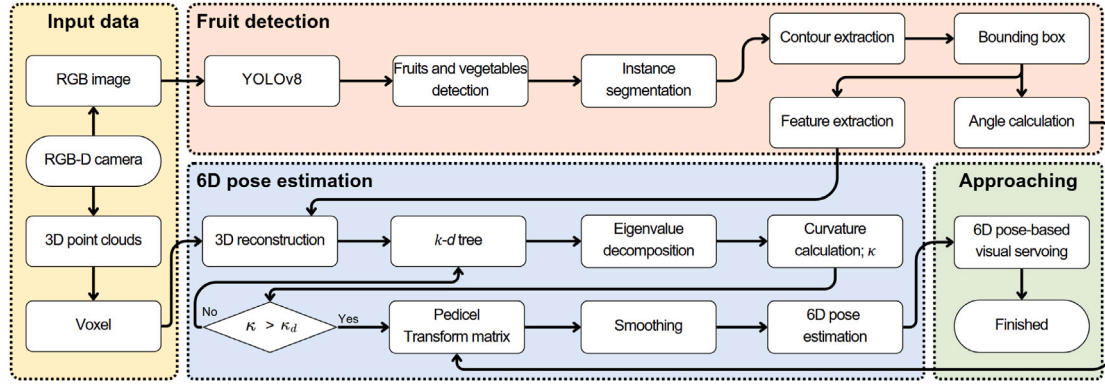 Input data
RGB image
RGB-D camera
3D point clouds
Voxel
Fruit detection
YOLOv8
Fruits and vegetables
detection
Instance
segmentation
Contour extraction
Bounding box
Feature extraction
Angle calculation
6D pose estimation
3D reconstruction
k-d tree
Eigenvalue
decomposition
Curvature
calculation; κ
No
κ > κd
Yes
Pedicel
Transform matrix
Smoothing
6D pose
estimation
Approaching
6D pose-based
visual servoing
Finished